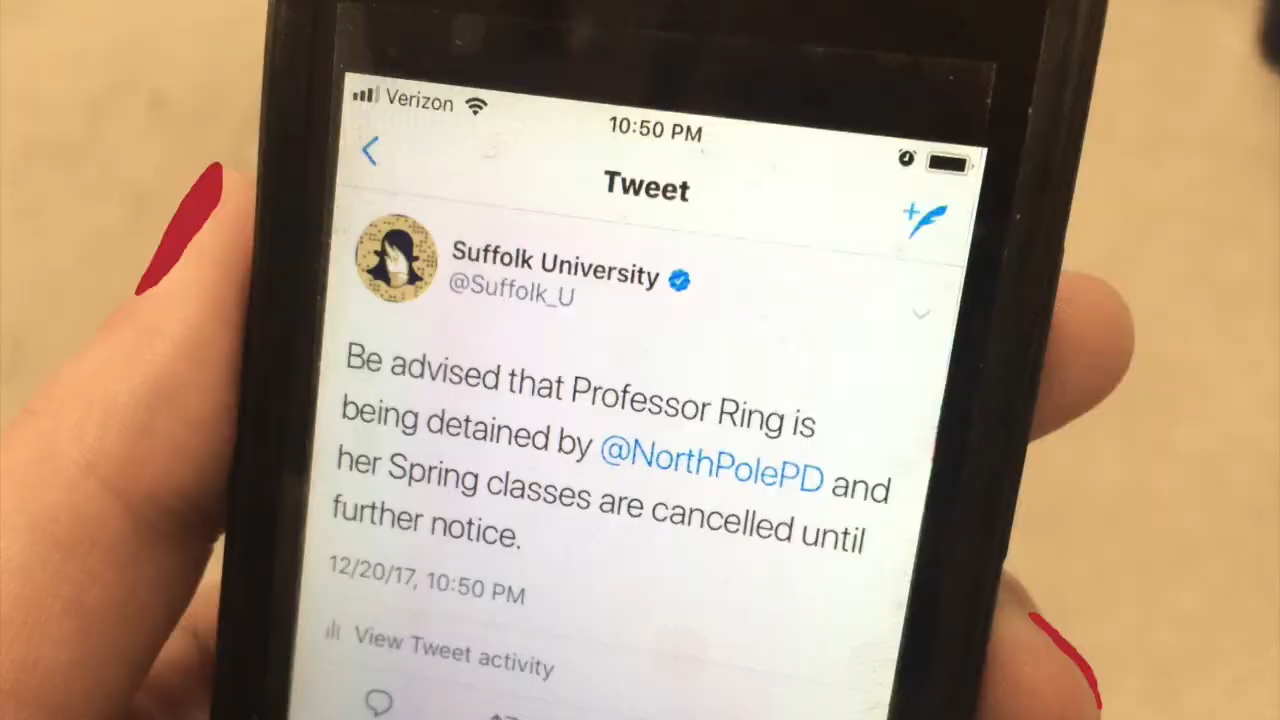 Verizon
10:50 PM
Tweet
Suffolk University
@Suffolk_U
Be advised that Professor Ring is
being detained by @NorthPolePD and
her Spring classes are cancelled until
further notice.
12/20/17, 10:50 PM
View Tweet activity